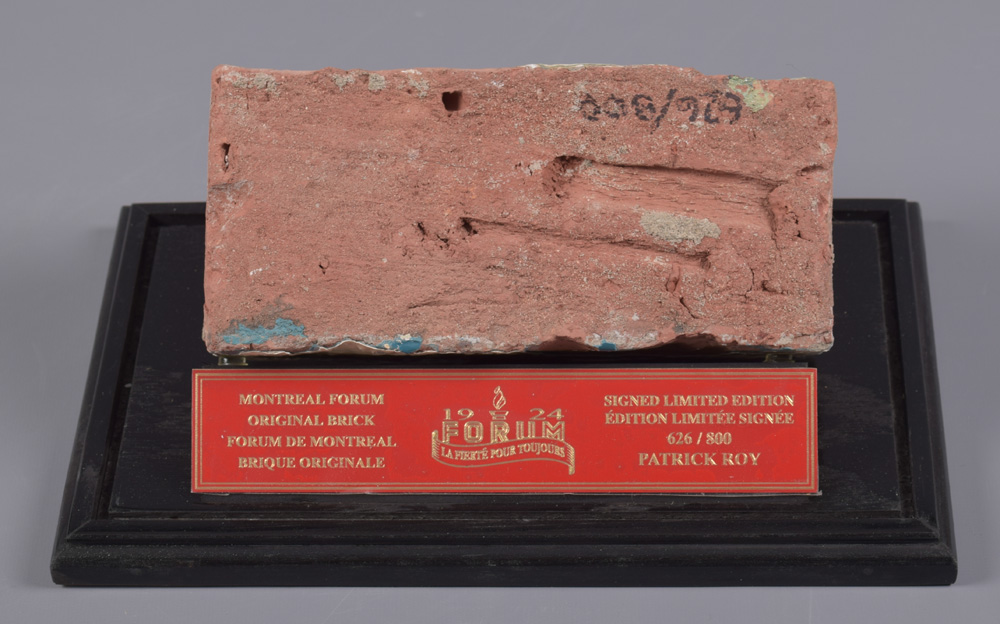 626/800
MONTREAL FORUM
ORIGINAL BRICK
FORUM DE MONTREAL
BRIQUE ORIGINALE
19 24
FORUM
LA FIERTÉ POUR TOUJOURS
SIGNED LIMITED EDITION
ÉDITION LIMITÉE SIGNÉE
626 / 800
PATRICK ROY